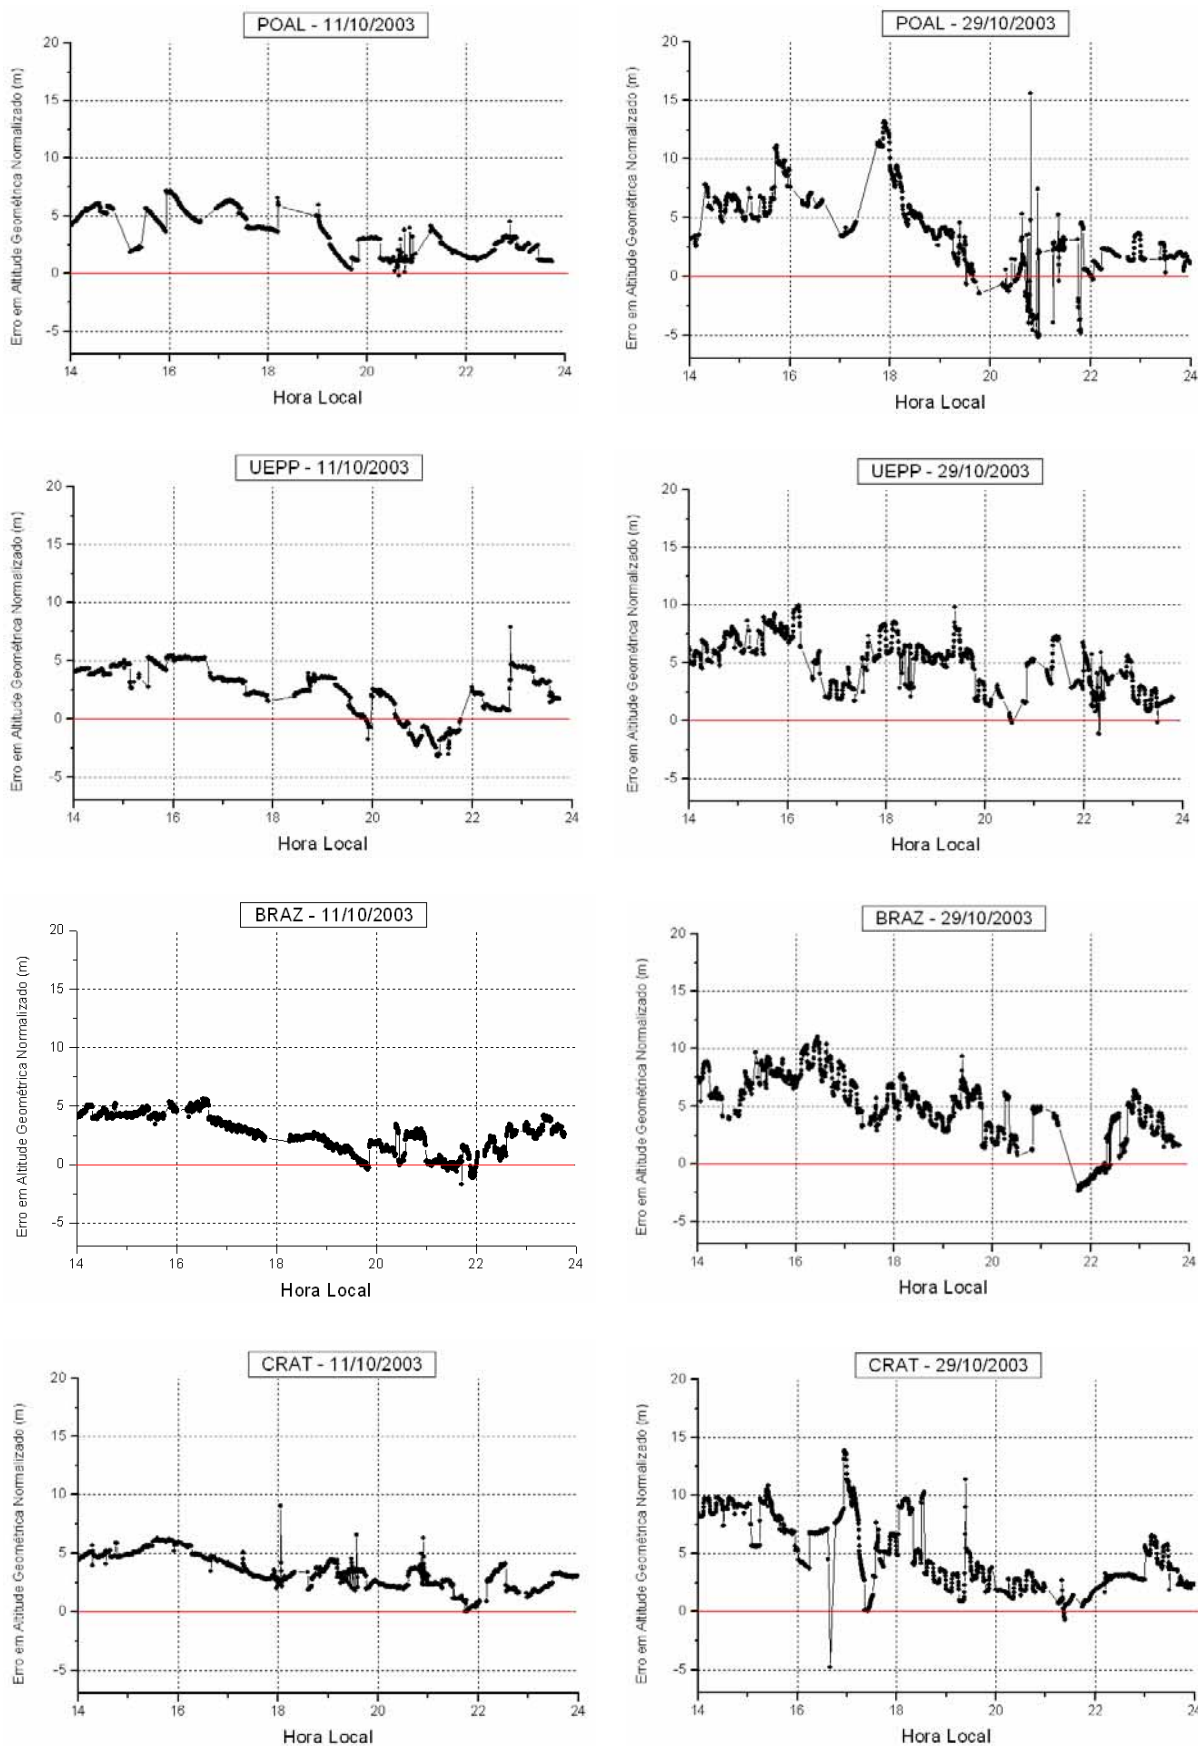 POAL - 11/10/2003
Erro em Altitude Geométrica Normalizado (m)
20
15
10
5
0
-5
14 16 18 20 22 24
Hora Local
POAL - 29/10/2003
Erro em Altitude Geométrica Normalizado (m)
20
15
10
5
0
-5
14 16 18 20 22 24
Hora Local
UEPP - 11/10/2003
Erro em Altitude Geométrica Normalizado (m)
20
15
10
5
0
-5
14 16 18 20 22 24
Hora Local
UEPP - 29/10/2003
Erro em Altitude Geométrica Normalizado (m)
20
15
10
5
0
-5
14 16 18 20 22 24
Hora Local
BRAZ - 11/10/2003
Erro em Altitude Geométrica Normalizado (m)
20
15
10
5
0
-5
14 16 18 20 22 24
Hora Local
BRAZ - 29/10/2003
Erro em Altitude Geométrica Normalizado (m)
20
15
10
5
0
-5
14 16 18 20 22 24
Hora Local
CRAT - 11/10/2003
Erro em Altitude Geométrica Normalizado (m)
20
15
10
5
0
-5
14 16 18 20 22 24
Hora Local
CRAT - 29/10/2003
Erro em Altitude Geométrica Normalizado (m)
20
15
10
5
0
-5
14 16 17 18 19 20 21 22 23 24
Hora Local